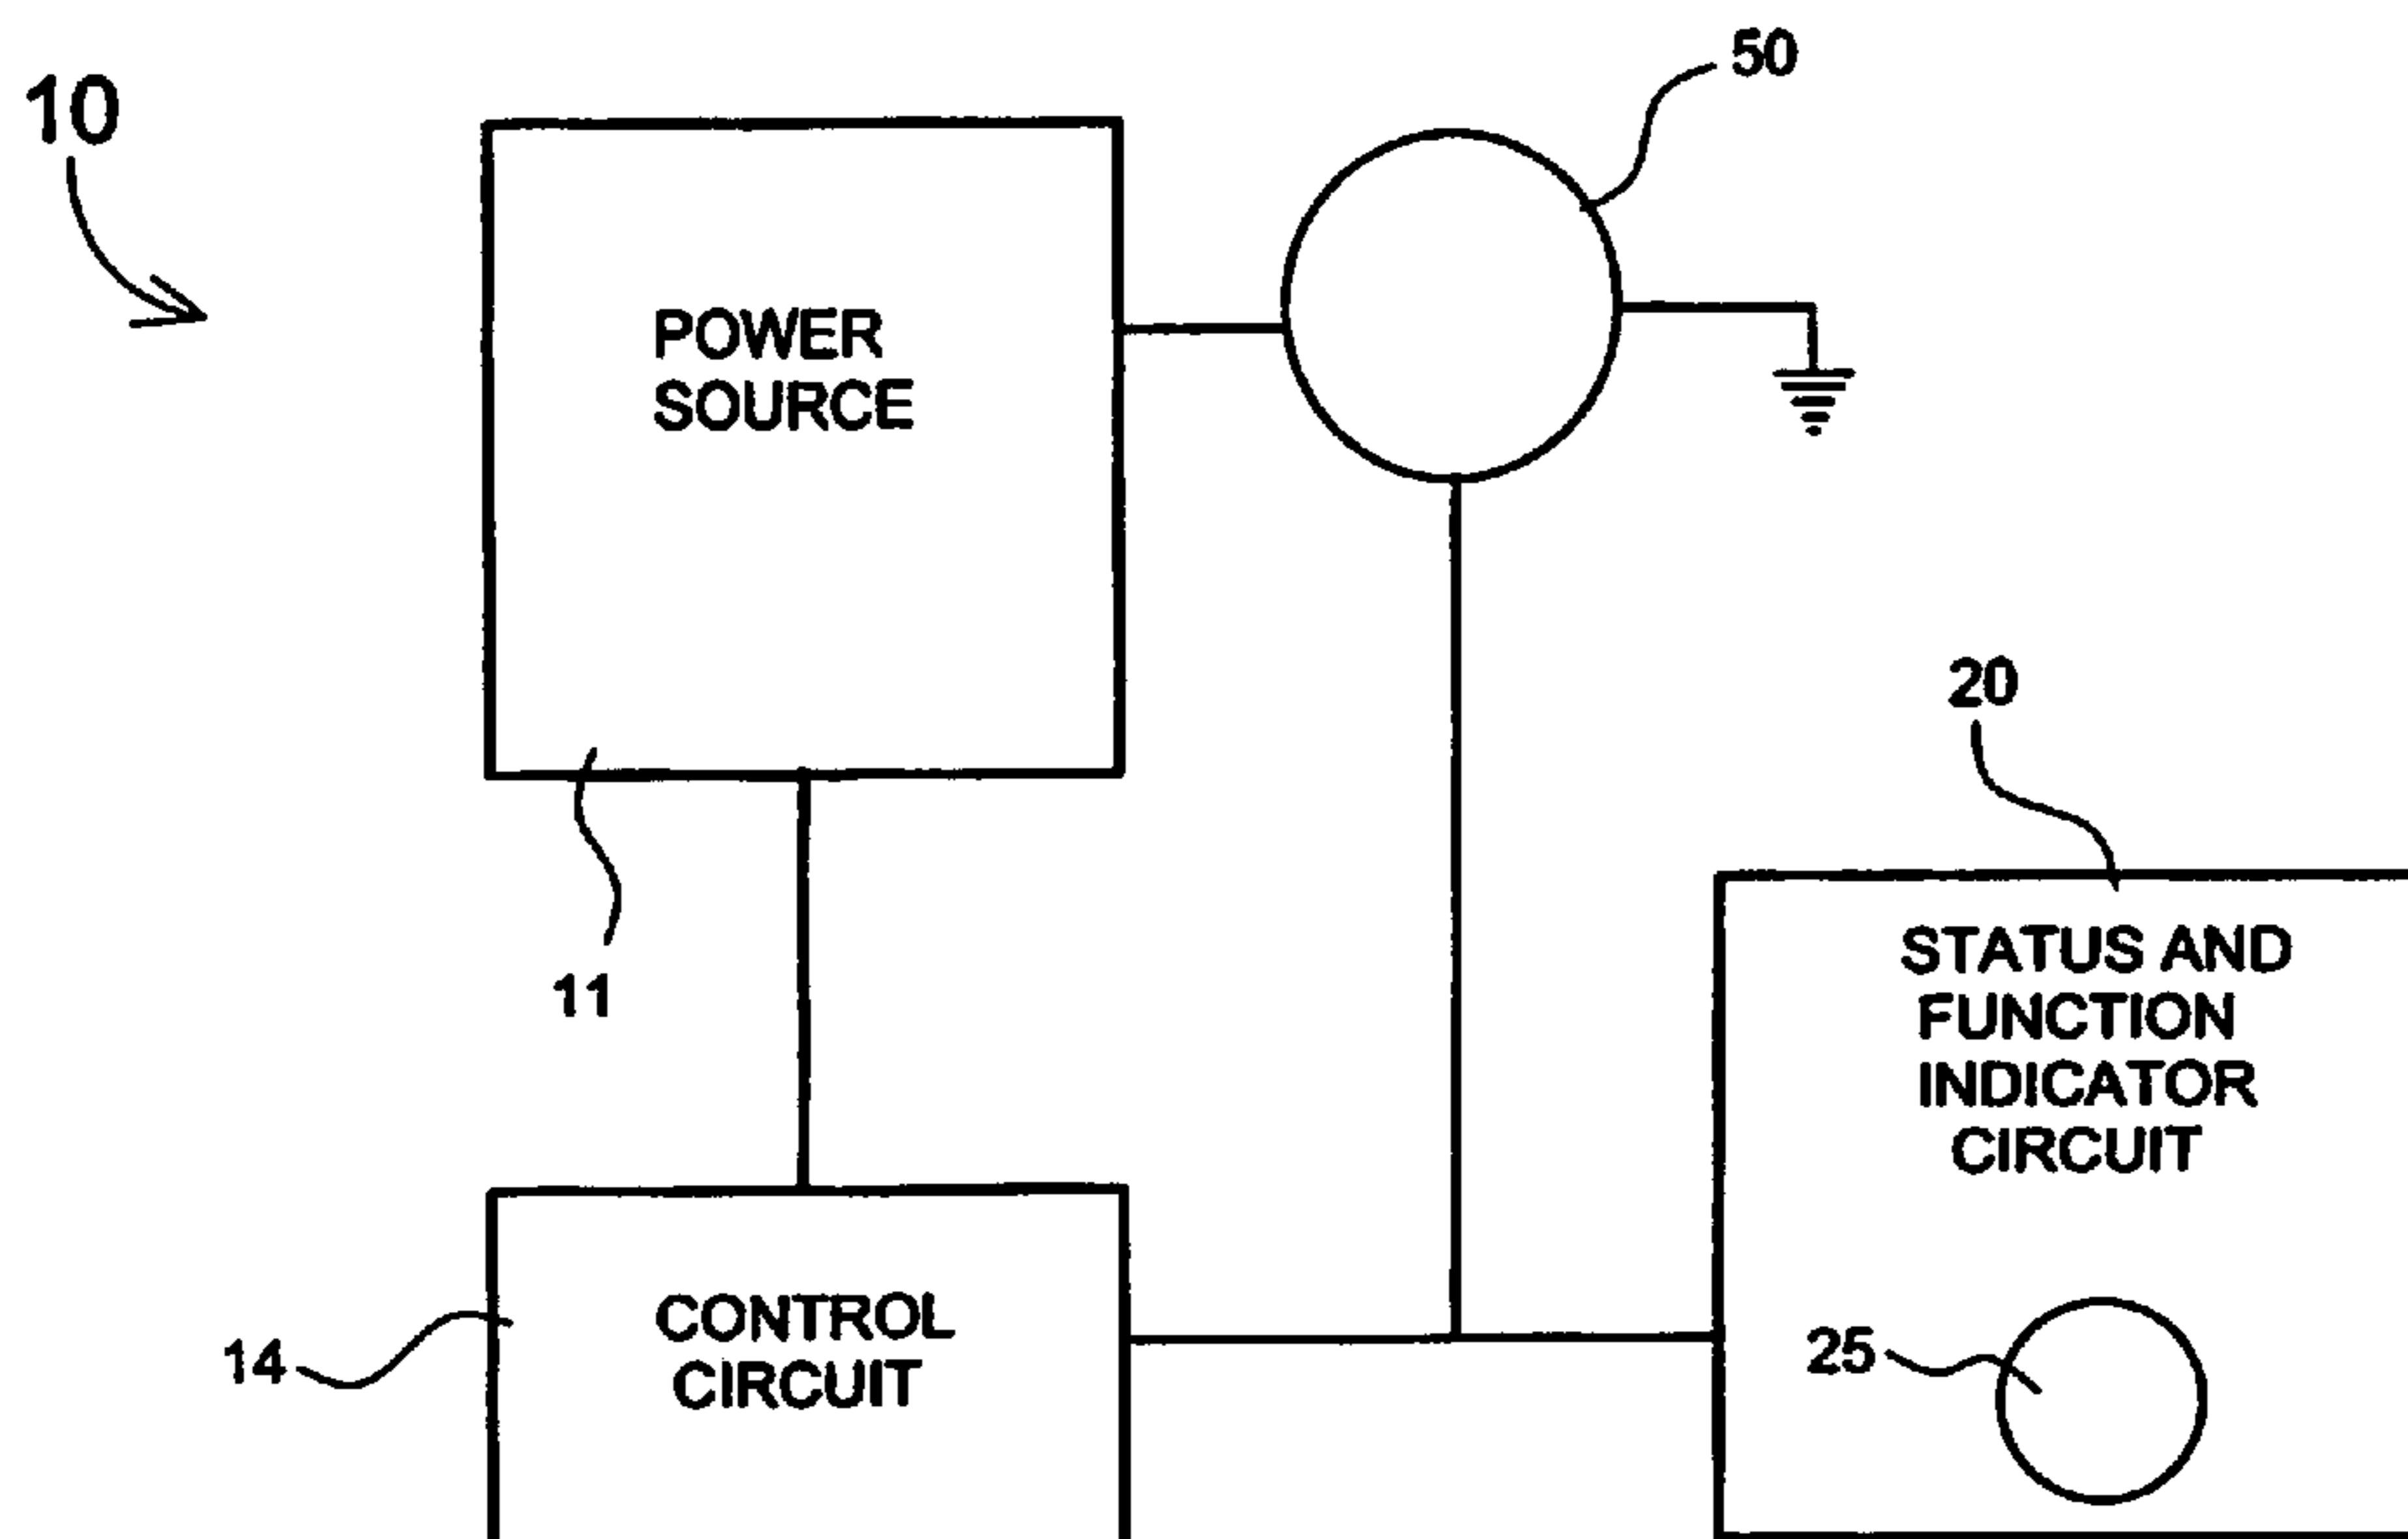 10
50
POWER
SOURCE
20
11
STATUS AND
FUNCTION
INDICATOR
CIRCUIT
CONTROL
CIRCUIT
14
25